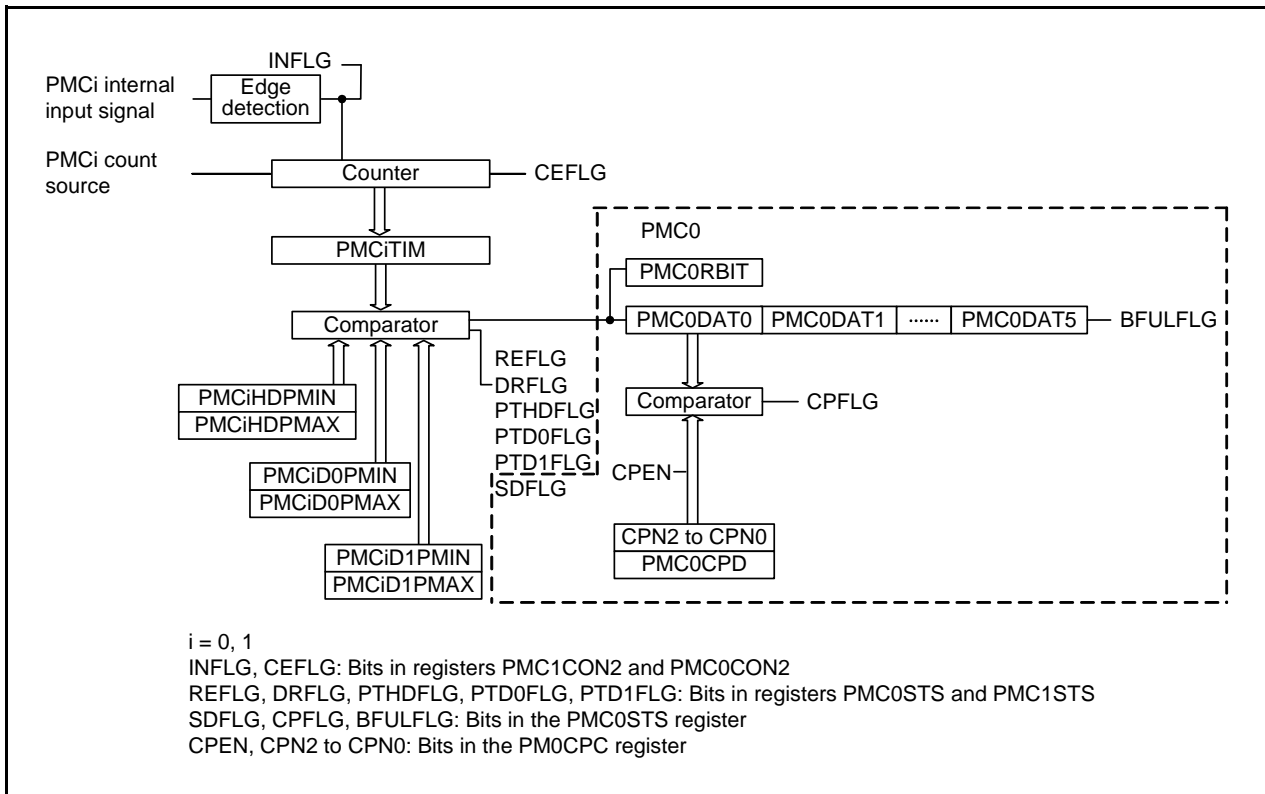 INFLG
PMCi internal
input signal
Edge
detection
PMCi count
source
Counter
CEFLG
PMCiTIM
Comparator
PMCiHDPMIN
PMCiHDPMAX
PMCiD0PMIN
PMCiD0PMAX
PMCiD1PMIN
PMCiD1PMAX
REFLG
DRFLG
PTHDFLG
PTD0FLG
PTD1FLG
SDFLG
PMC0
PMC0RBIT
PMC0DAT0 PMC0DAT1 ...... PMC0DAT5 BFULFLG
Comparator CPFLG
CPEN
CPN2 to CPN0
PMC0CPD
i = 0, 1
INFLG, CEFLG: Bits in registers PMC1CON2 and PMC0CON2
REFLG, DRFLG, PTHDFLG, PTD0FLG, PTD1FLG: Bits in registers PMC0STS and PMC1STS
SDFLG, CPFLG, BFULFLG: Bits in the PMC0STS register
CPEN, CPN2 to CPN0: Bits in the PM0CPC register